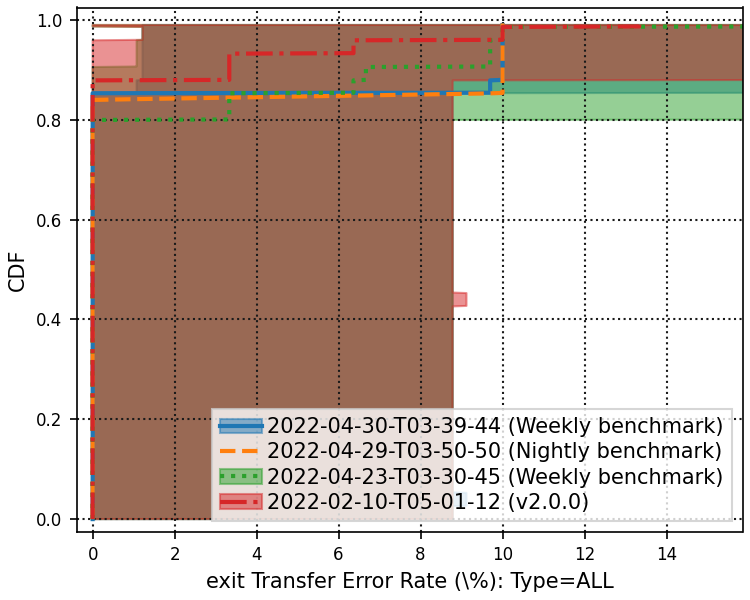 1.0
0.8
0.6
0.4
0.2
0.0
CDF
2022-04-30-T03-39-44 (Weekly benchmark)
2022-04-29-T03-50-50 (Nightly benchmark)
2022-04-23-T03-30-45 (Weekly benchmark)
2022-02-10-T05-01-12 (v2.0.0)
0 2 4 6 8 10 12 14
exit Transfer Error Rate (\%): Type=ALL